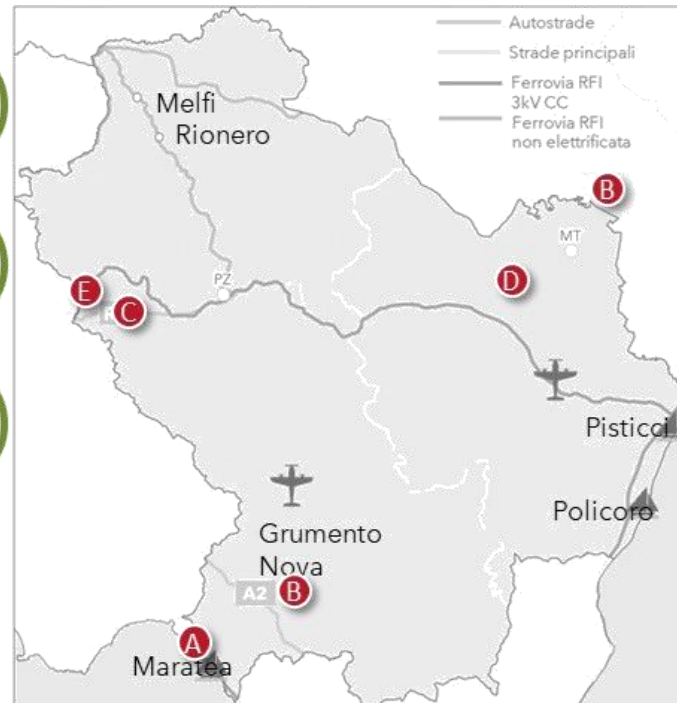 Autostrade
Strade principali
Ferrovia RFI
3kV CC
Ferrovia RFI
non elettrificata
Melfi
Rionero
B
MT
PZ
E
C
D
Pisticci
Policoro
Grumento
Nova
A2
B
A
Maratea